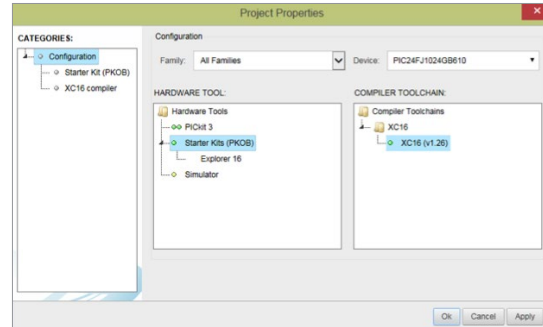 Project Properties
CATEGORIES:
Configuration
Starter Kit (PKOB)
XC16 compiler
Configuration
Family: All Families Device: PIC24FJ1024GB610
HARDWARE TOOL:
Hardware Tools
PICkit 3
Starter Kits (PKOB)
Explorer 16
Simulator
COMPILER TOOLCHAIN:
Compiler Toolchains
XC16
XC16 (v1.26)
Ok Cancel Apply